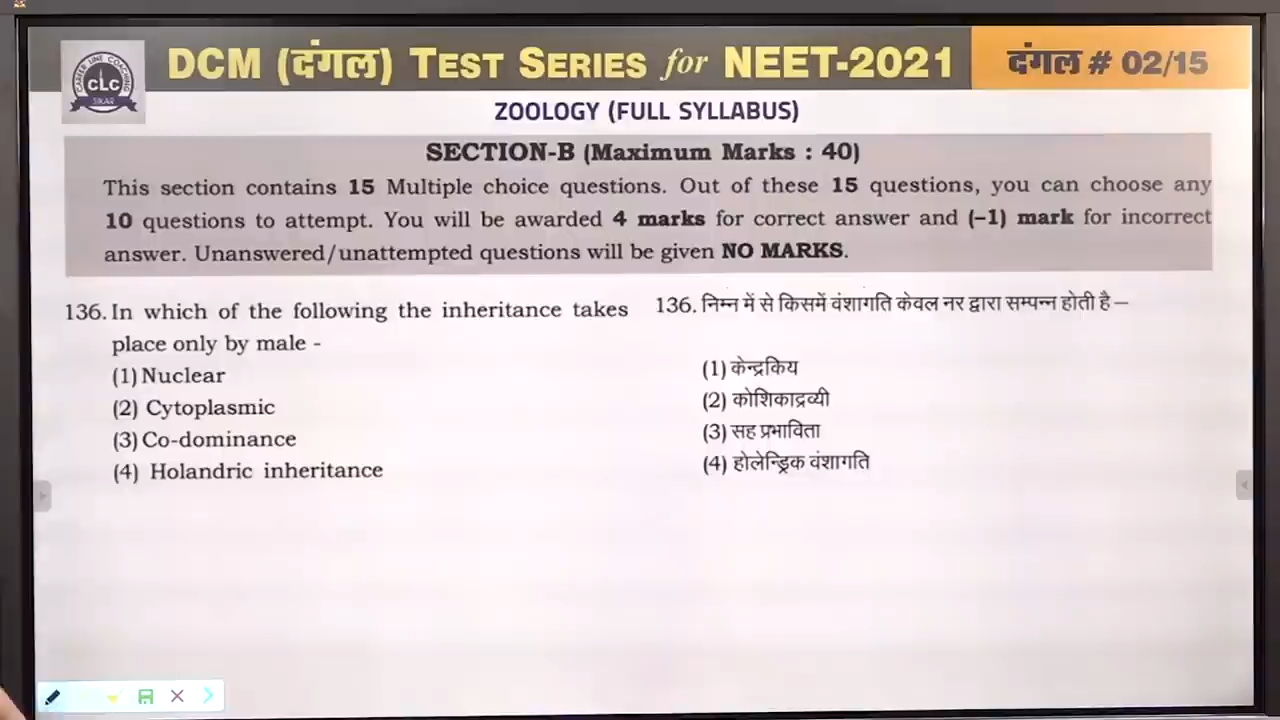 CAREER LINE COACHING
CLC
SIKAR
DCM (दंगल) TEST SERIES for NEET-2021
दंगल # 02/15
ZOOLOGY (FULL SYLLABUS)
SECTION-B (Maximum Marks : 40)
This section contains 15 Multiple choice questions. Out of these 15 questions, you can choose any
10 questions to attempt. You will be awarded 4 marks for correct answer and (–1) mark for incorrect
answer. Unanswered/unattempted questions will be given NO MARKS.
136. In which of the following the inheritance takes
place only by male -
(1) Nuclear
(2) Cytoplasmic
(3) Co-dominance
(4) Holandric inheritance
136. निम्न में से किसमें वंशागति केवल नर द्वारा सम्पन्न होती है –
(1) केन्द्रकिय
(2) कोशिकाद्रव्यी
(3) सह प्रभाविता
(4) होलेन्ड्रिक वंशागति